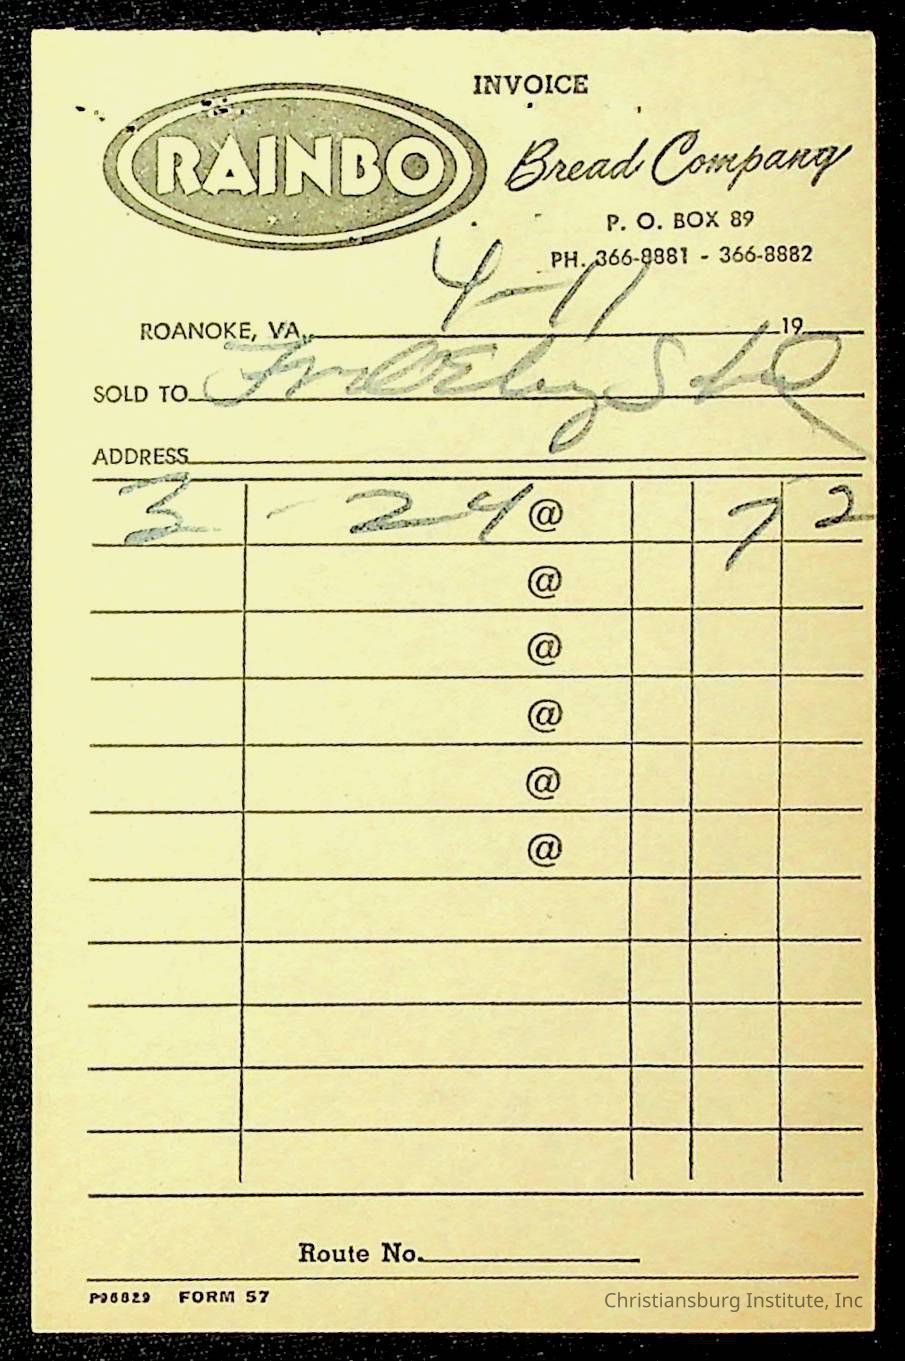 INVOICE
RAINBO Bread Company
P. O. BOX 89
PH. 366-8881 - 366-8882
ROANOKE, VA. 4-11 19
SOLD TO
ADDRESS
3 - 24 @ 72
@
@
@
@
@
Route No.
P96829 FORM 57
Christiansburg Institute, Inc